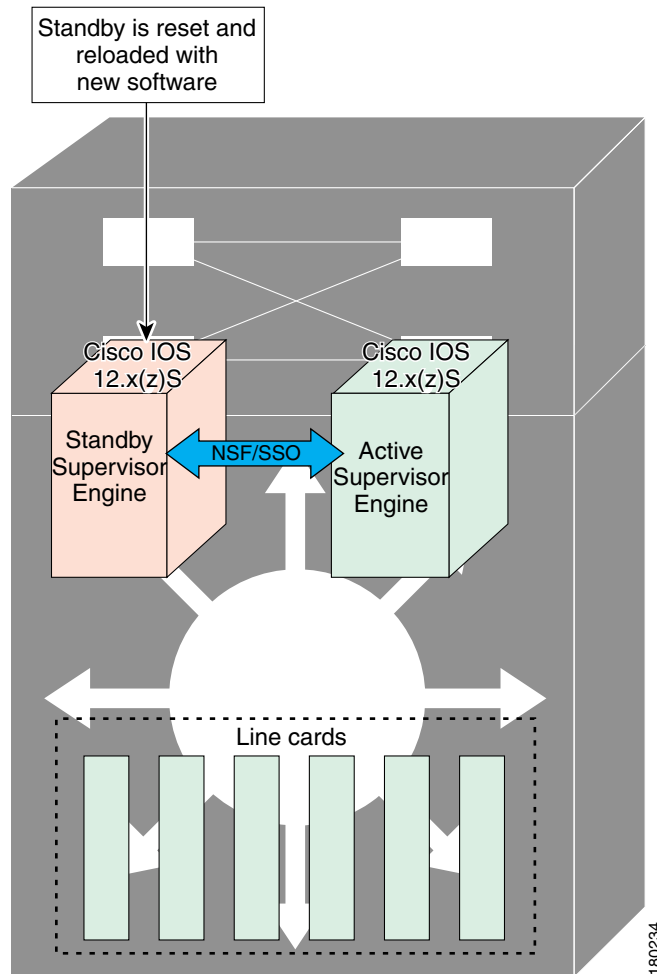 Standby is reset and
reloaded with
new software
Cisco IOS
12.x(z)S
Cisco IOS
12.x(z)S
Standby
Supervisor
Engine
NSF/SSO
Active
Supervisor
Engine
Line cards
180234